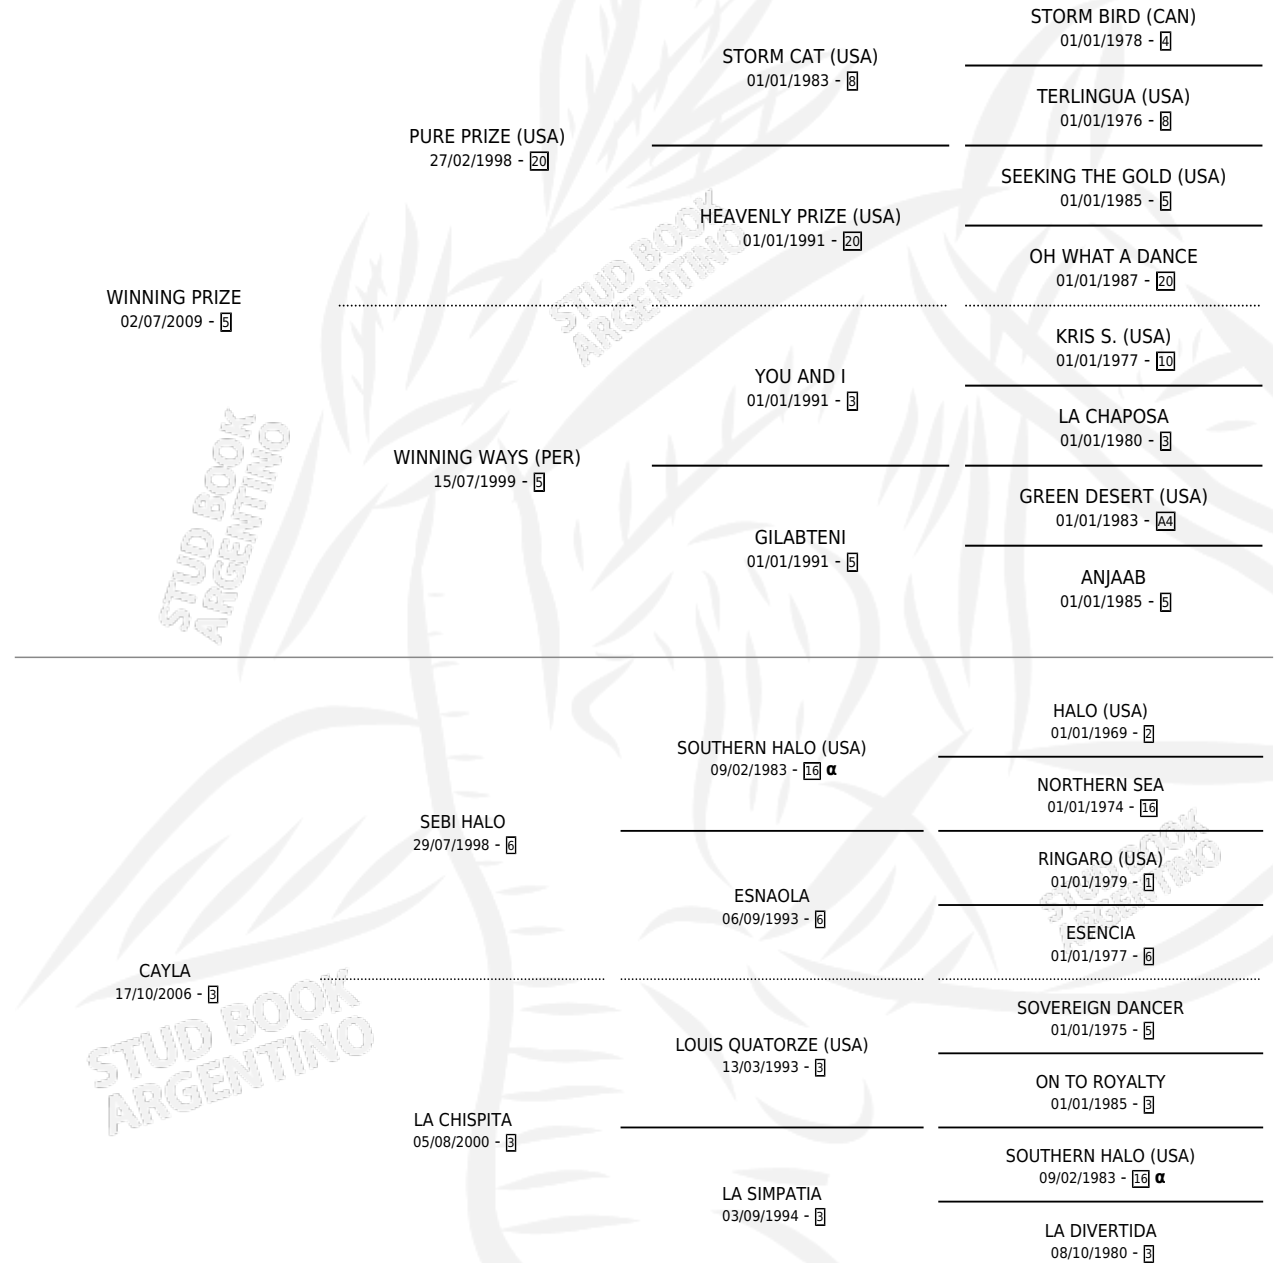 STORM BIRD (CAN)
01/01/1978 - 4
STORM CAT (USA)
01/01/1983 - 8
TERLINGUA (USA)
01/01/1976 - 8
PURE PRIZE (USA)
27/02/1998 - 20
SEEKING THE GOLD (USA)
01/01/1985 - 5
HEAVENLY PRIZE (USA)
01/01/1991 - 20
OH WHAT A DANCE
01/01/1987 - 20
WINNING PRIZE
02/07/2009 - 5
KRIS S. (USA)
01/01/1977 - 10
YOU AND I
01/01/1991 - 3
LA CHAPOSA
01/01/1980 - 3
WINNING WAYS (PER)
15/07/1999 - 5
GREEN DESERT (USA)
01/01/1983 - A4
GILABTENI
01/01/1991 - 5
ANJAAB
01/01/1985 - 5
HALO (USA)
01/01/1969 - 2
SOUTHERN HALO (USA)
09/02/1983 - 16 α
NORTHERN SEA
01/01/1974 - 16
SEBI HALO
29/07/1998 - 6
RINGARO (USA)
01/01/1979 - 1
ESNAOLA
06/09/1993 - 6
ESENCIA
01/01/1977 - 6
CAYLA
17/10/2006 - 3
SOVEREIGN DANCER
01/01/1975 - 5
LOUIS QUATORZE (USA)
13/03/1993 - 3
ON TO ROYALTY
01/01/1985 - 3
LA CHISPITA
05/08/2000 - 3
SOUTHERN HALO (USA)
09/02/1983 - 16 α
LA SIMPATIA
03/09/1994 - 3
LA DIVERTIDA
08/10/1980 - 3
STUD BOOK
ARGENTINO
STUD BOOK
ARGENTINO
STUD BOOK
ARGENTINO
STUD BOOK
ARGENTINO